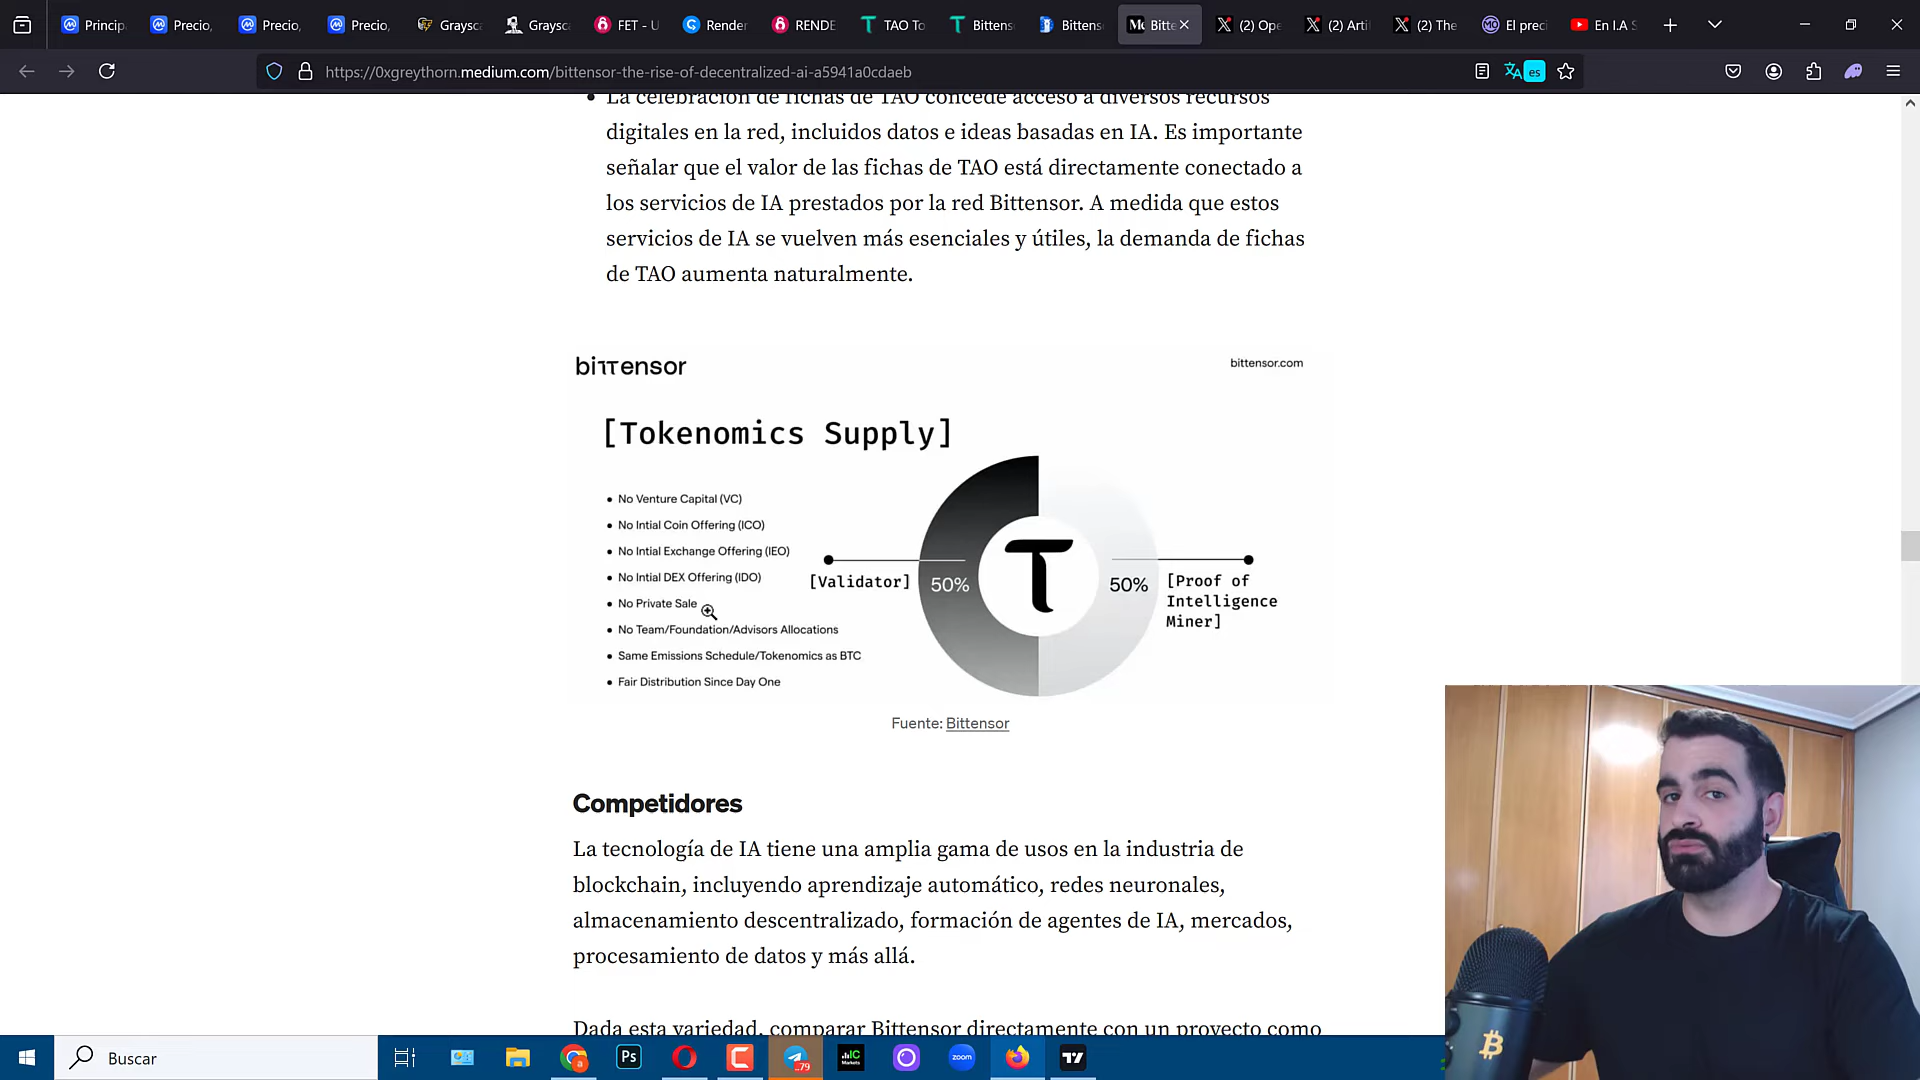 Princip
Precio,
Precio,
Precio,
Graysc
Graysc
FET - U
Render
RENDE
TAO To
Bittens
Bittens
Bitte
(2) Ope
(2) Arti
(2) The
El preci
En I.A S
https://0xgreythorn.medium.com/bittensor-the-rise-of-decentralized-ai-a5941a0cdaeb
es
La celebración de fichas de TAO concede acceso a diversos recursos
digitales en la red, incluidos datos e ideas basadas en IA. Es importante
señalar que el valor de las fichas de TAO está directamente conectado a
los servicios de IA prestados por la red Bittensor. A medida que estos
servicios de IA se vuelven más esenciales y útiles, la demanda de fichas
de TAO aumenta naturalmente.
bittensor
bittensor.com
[Tokenomics Supply]
No Venture Capital (VC)
No Intial Coin Offering (ICO)
No Intial Exchange Offering (IEO)
No Intial DEX Offering (IDO)
No Private Sale
No Team/Foundation/Advisors Allocations
Same Emissions Schedule/Tokenomics as BTC
Fair Distribution Since Day One
[Validator]
50%
50%
[Proof of
Intelligence
Miner]
Fuente: Bittensor
Competidores
La tecnología de IA tiene una amplia gama de usos en la industria de
blockchain, incluyendo aprendizaje automático, redes neuronales,
almacenamiento descentralizado, formación de agentes de IA, mercados,
procesamiento de datos y más allá.
Dada esta variedad, comparar Bittensor directamente con un proyecto como
Buscar
Ps
79
IC
Markets
zoom